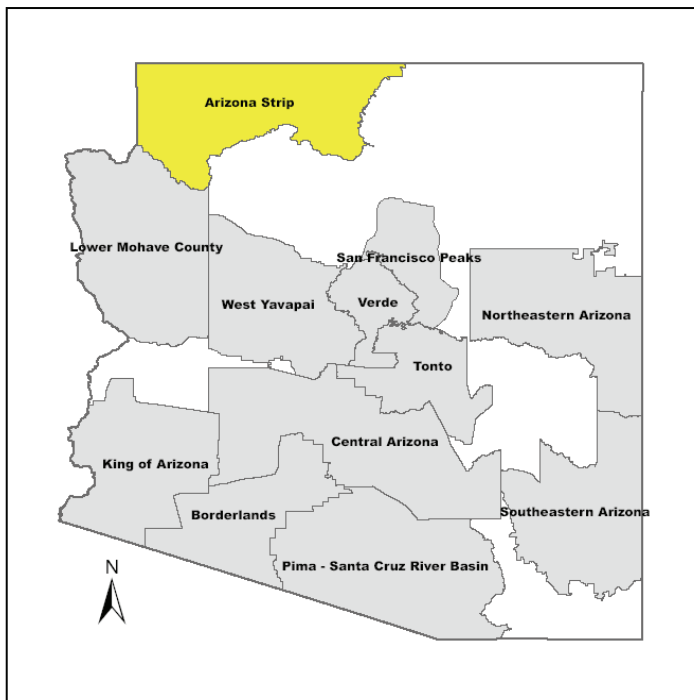 Arizona Strip
Lower Mohave County
San Francisco Peaks
West Yavapai
Verde
Northeastern Arizona
Tonto
King of Arizona
Central Arizona
Borderlands
Southeastern Arizona
Pima - Santa Cruz River Basin
N